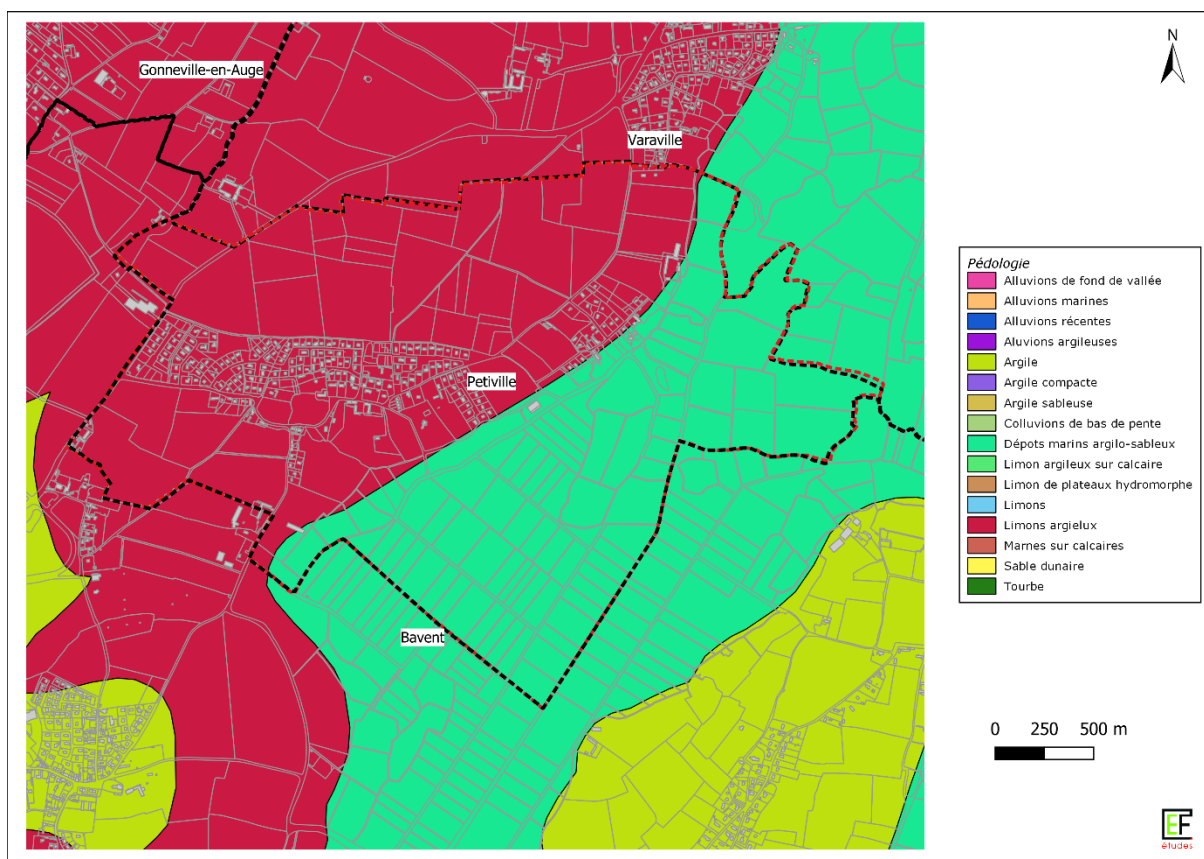 Gonneville-en-Auge
N
Varaville
Petiville
Bavent
Pédologie
Alluvions de fond de vallée
Alluvions marines
Alluvions récentes
Aluvions argileuses
Argile
Argile compacte
Argile sableuse
Colluvions de bas de pente
Dépots marins argilo-sableux
Limon argileux sur calcaire
Limon de plateaux hydromorphe
Limons
Limons argielux
Marnes sur calcaires
Sable dunaire
Tourbe
0 250 500 m
EF
études